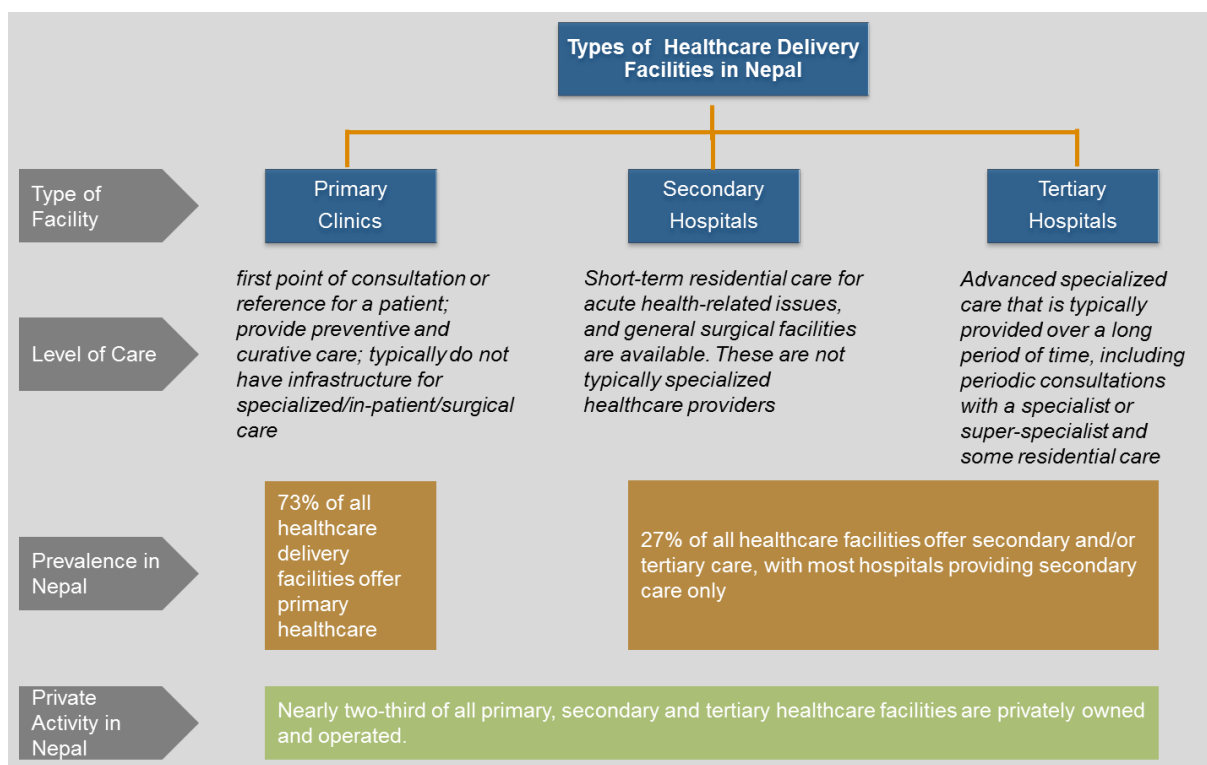 Types of Healthcare Delivery
Facilities in Nepal
Type of
Facility
Primary
Clinics
Secondary
Hospitals
Tertiary
Hospitals
Level of Care
first point of consultation or
reference for a patient;
provide preventive and
curative care; typically do not
have infrastructure for
specialized/in-patient/surgical
care
Short-term residential care for
acute health-related issues,
and general surgical facilities
are available. These are not
typically specialized
healthcare providers
Advanced specialized
care that is typically
provided over a long
period of time, including
periodic consultations
with a specialist or
super-specialist and
some residential care
Prevalence in
Nepal
73% of all
healthcare
delivery
facilities offer
primary
healthcare
27% of all healthcare facilities offer secondary and/or
tertiary care, with most hospitals providing secondary
care only
Private
Activity in
Nepal
Nearly two-third of all primary, secondary and tertiary healthcare facilities are privately owned
and operated.